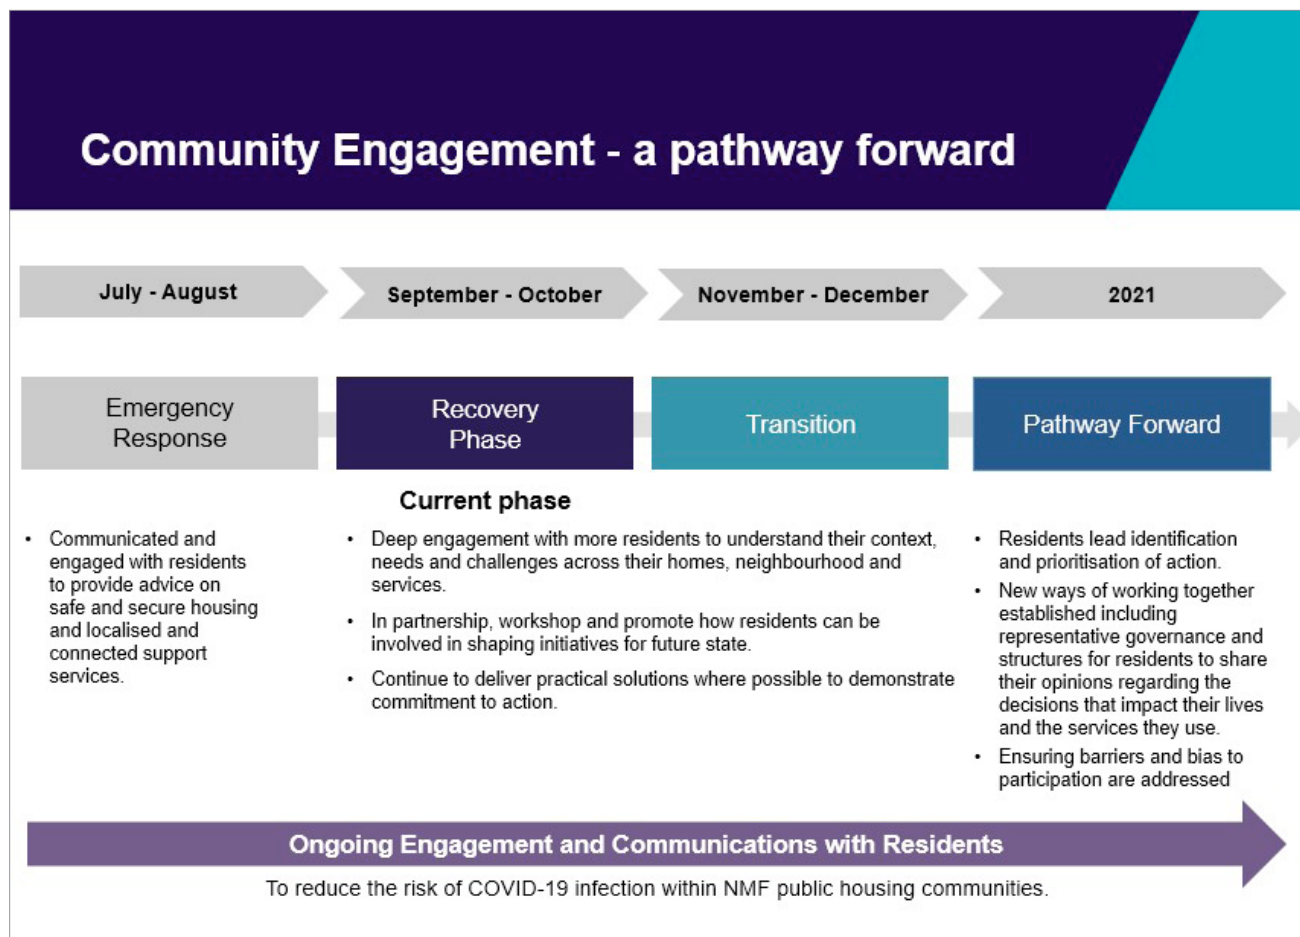 Community Engagement - a pathway forward
July - August
September - October
November - December
2021
Emergency
Response
Recovery
Phase
Transition
Pathway Forward
Current phase
• Communicated and
engaged with residents
to provide advice on
safe and secure housing
and localised and
connected support
services.
• Deep engagement with more residents to understand their context,
needs and challenges across their homes, neighbourhood and
services.
• In partnership, workshop and promote how residents can be
involved in shaping initiatives for future state.
• Continue to deliver practical solutions where possible to demonstrate
commitment to action.
• Residents lead identification
and prioritisation of action.
• New ways of working together
established including
representative governance and
structures for residents to share
their opinions regarding the
decisions that impact their lives
and the services they use.
• Ensuring barriers and bias to
participation are addressed
Ongoing Engagement and Communications with Residents
To reduce the risk of COVID-19 infection within NMF public housing communities.